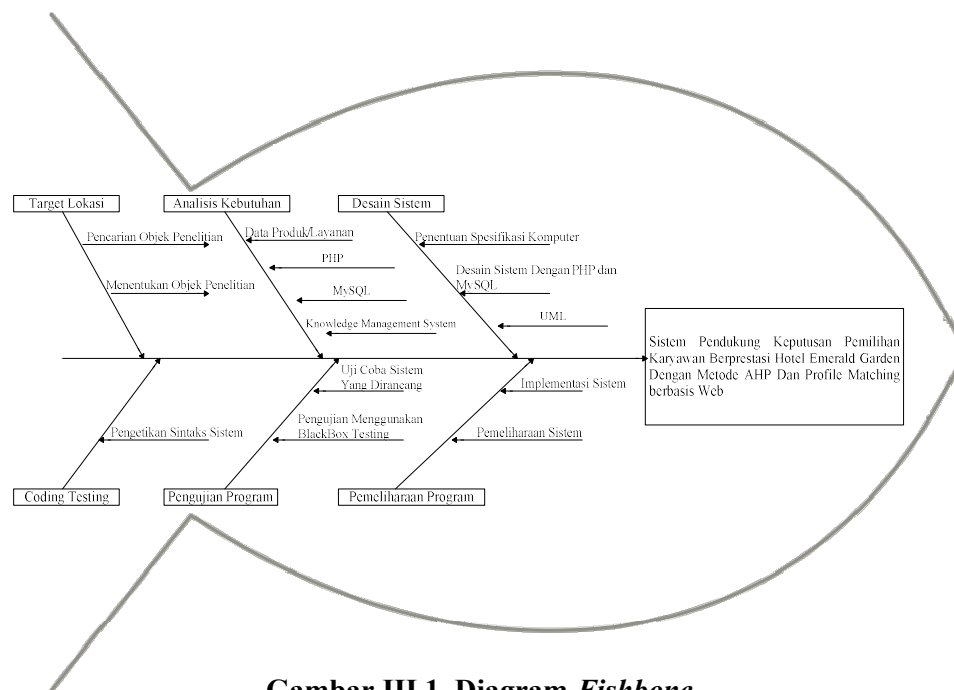 Target Lokasi
Analisis Kebutuhan
Desain Sistem
Pencarian Objek Penelitian
Menentukan Objek Penelitian
Data Produk/Layanan
PHP
MySQL
Knowledge Management System
Penentuan Spesifikasi Komputer
Desain Sistem Dengan PHP dan
MySQL
UML
Sistem Pendukung Keputusan Pemilihan
Karyawan Berprestasi Hotel Emerald Garden
Dengan Metode AHP Dan Profile Matching
berbasis Web
Pengetikan Sintaks Sistem
Uji Coba Sistem
Yang Dirancang
Pengujian Menggunakan
BlackBox Testing
Implementasi Sistem
Pemeliharaan Sistem
Coding Testing
Pengujian Program
Pemeliharaan Program
Gambar III.1. Diagram Fishbone